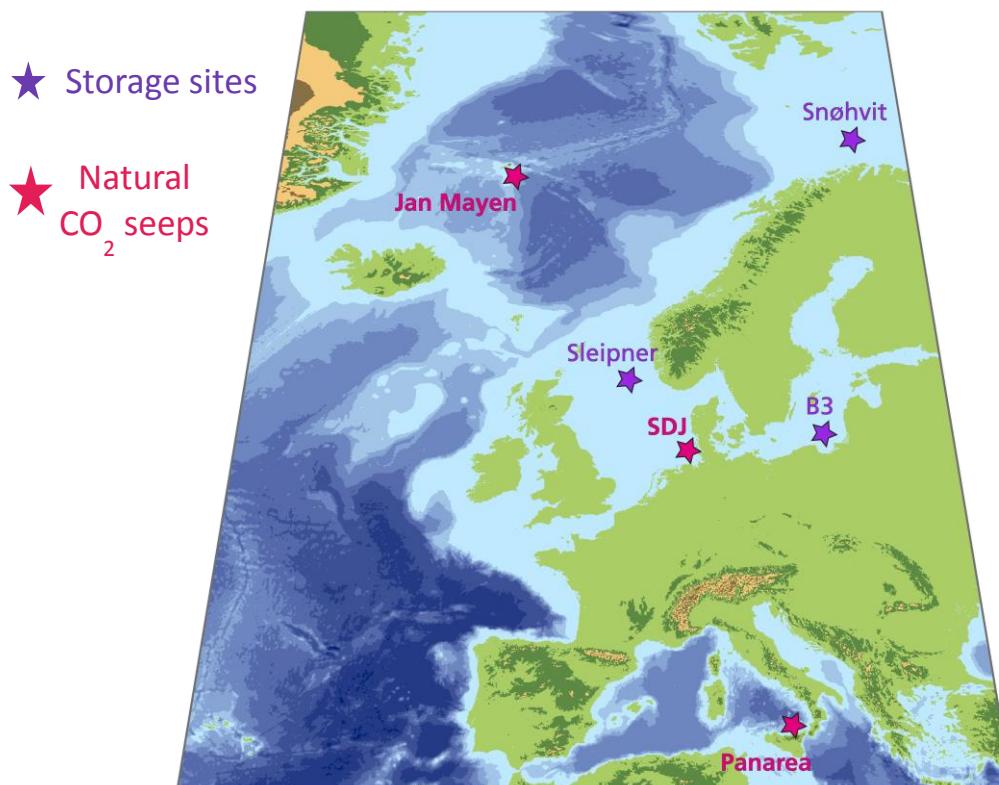 Storage sites
Natural
CO₂ seeps
Snøhvit
Jan Mayen
Sleipner
B3
SDJ
Panarea